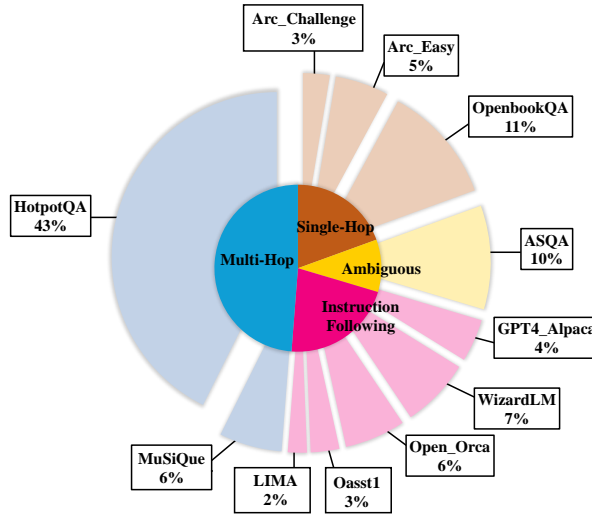 Arc_Challenge
3%
Arc_Easy
5%
OpenbookQA
11%
HotpotQA
43%
Single-Hop
Multi-Hop
Ambiguous
ASQA
10%
Instruction
Following
GPT4_Alpaca
4%
WizardLM
7%
Open_Orca
6%
MuSiQue
6%
LIMA
2%
Oasst1
3%